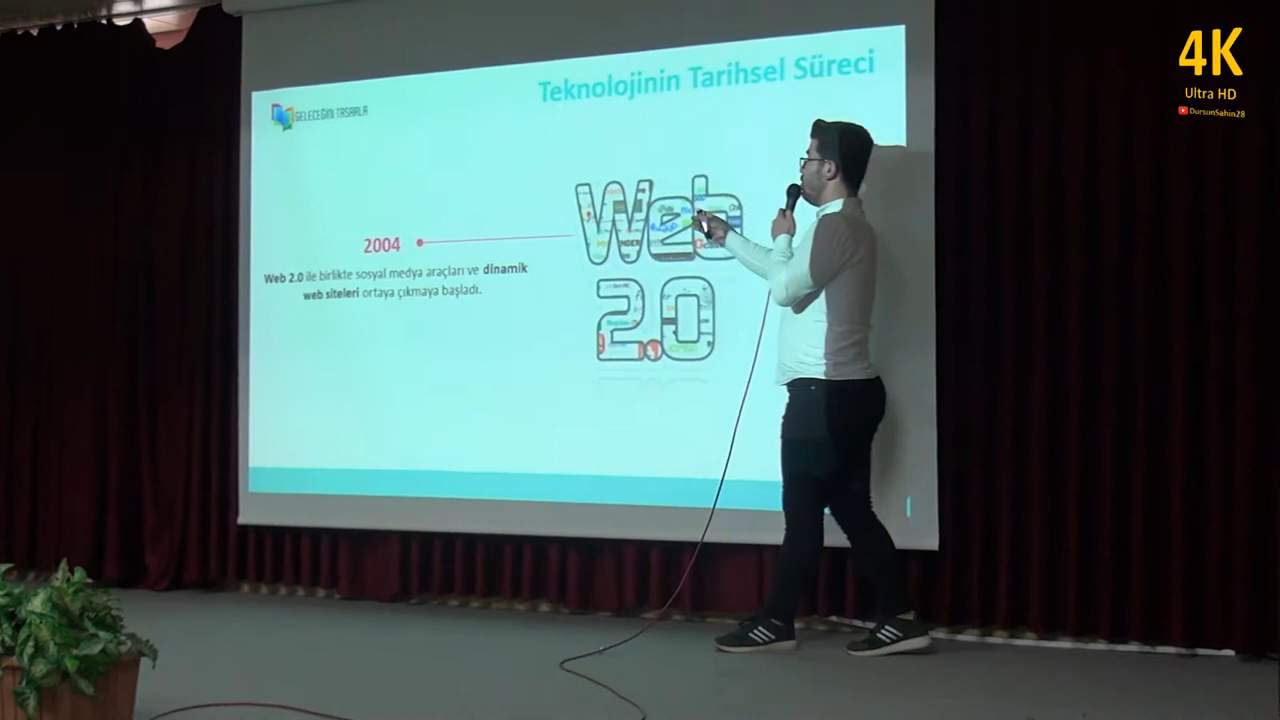 Teknolojinin Tarihsel Süreci
GELECEĞİNİ TASARLA
4K
Ultra HD
DursunSahin28
Web
2.0
2004
Web 2.0 ile birlikte sosyal medya araçları ve dinamik
web siteleri ortaya çıkmaya başladı.